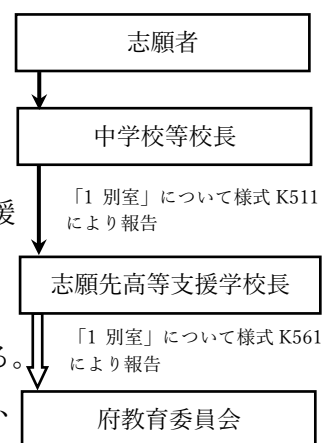 志願者
中学校等校長
「1 別室」について様式 K511
により報告
援
志願先高等支援学校長
「1 別室」について様式 K561
る。
により報告
、
府教育委員会